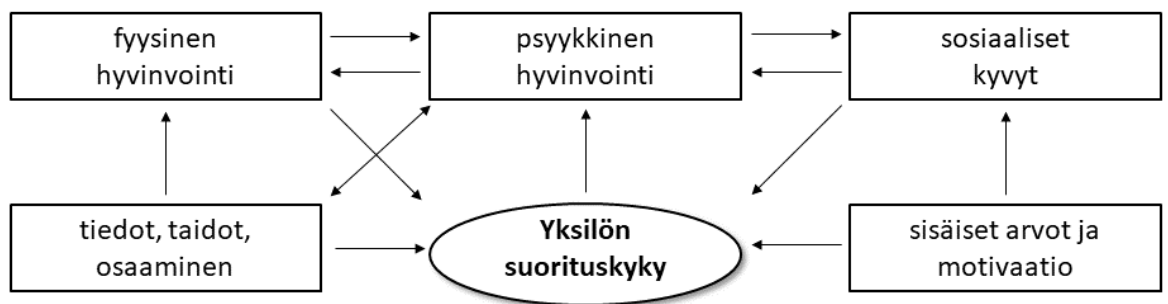 fyysinen
hyvinvointi
psyykkinen
hyvinvointi
sosiaaliset
kyvyt
tiedot, taidot,
osaaminen
Yksilön
suorituskyky
sisäiset arvot ja
motivaatio